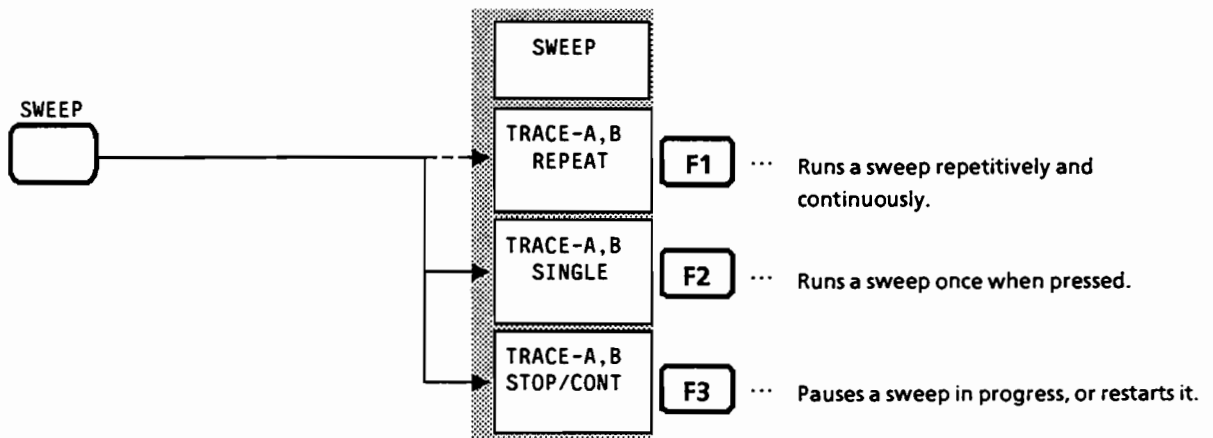 SWEEP
SWEEP
TRACE-A,B
REPEAT
F1 ··· Runs a sweep repetitively and
continuously.
TRACE-A,B
SINGLE
F2 ··· Runs a sweep once when pressed.
TRACE-A,B
STOP/CONT
F3 ··· Pauses a sweep in progress, or restarts it.